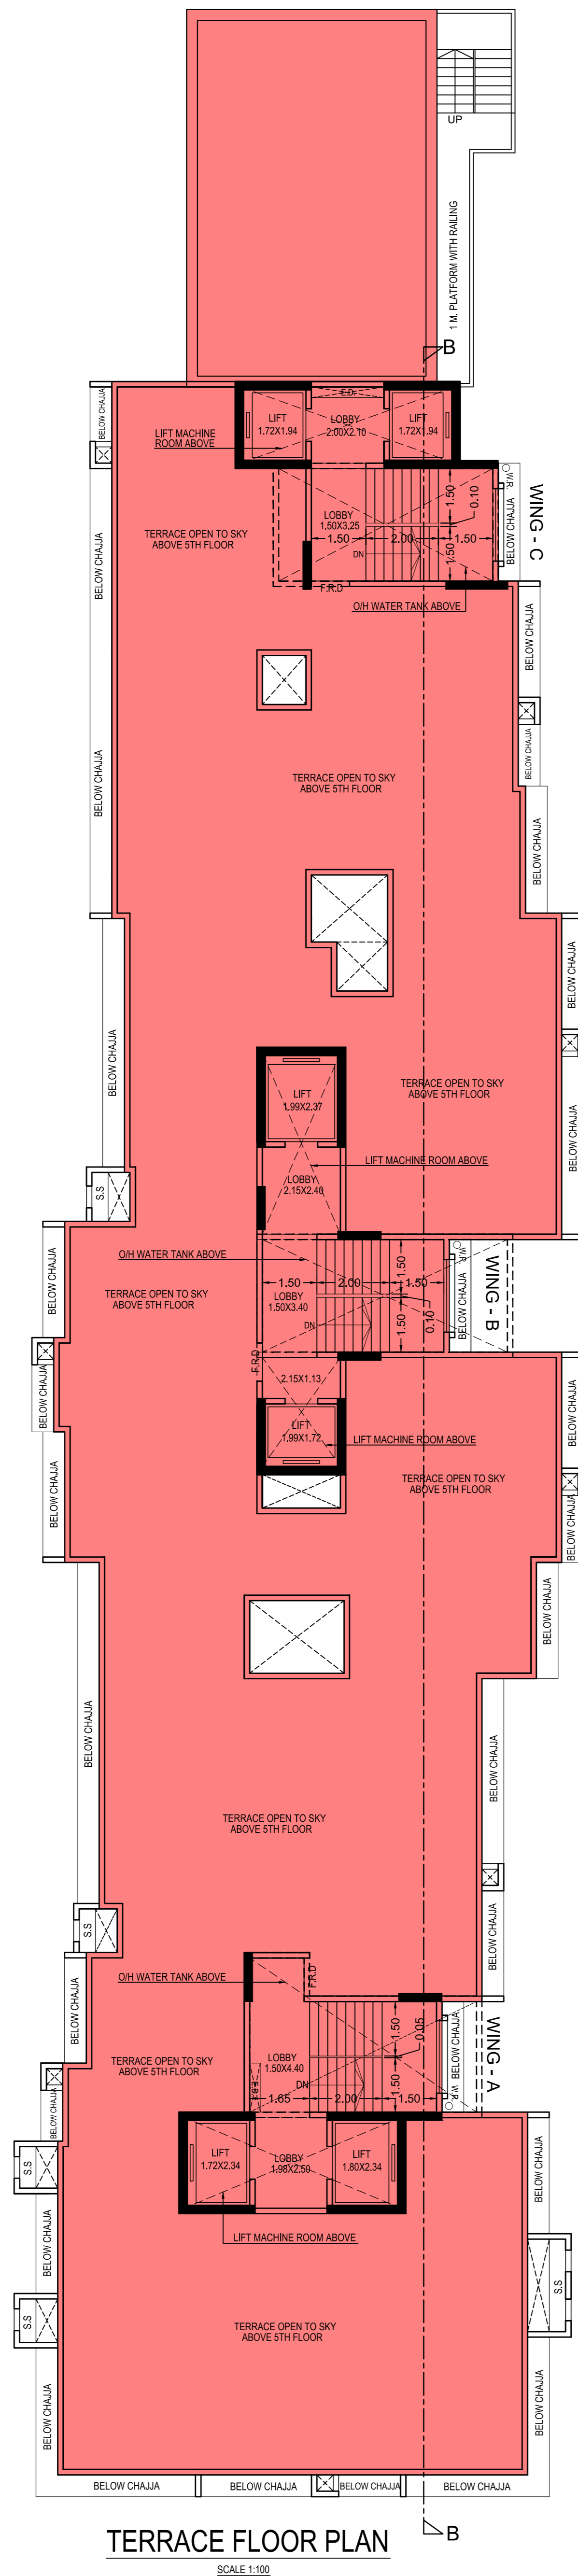 UP
1 M. PLATFORM WITH RAILING
B
BELOW CHAJJA
E.D.
LIFT
1.72X1.94
LOBBY
2.00X2.10
LIFT
1.72X1.94
LIFT MACHINE
ROOM ABOVE
W.R.
WING - C
BELOW CHAJJA
1.50
0.10
LOBBY
1.50X3.25
1.50
2.00
1.50
DN
1.50
TERRACE OPEN TO SKY
ABOVE 5TH FLOOR
BELOW CHAJJA
F.R.D
O/H WATER TANK ABOVE
BELOW CHAJJA
BELOW CHAJJA
TERRACE OPEN TO SKY
ABOVE 5TH FLOOR
BELOW CHAJJA
BELOW CHAJJA
BELOW CHAJJA
BELOW CHAJJA
BELOW CHAJJA
TERRACE OPEN TO SKY
ABOVE 5TH FLOOR
LIFT
1.99X2.37
LIFT MACHINE ROOM ABOVE
LOBBY
2.15X2.40
S.S
O/H WATER TANK ABOVE
W.R.
WING - B
BELOW CHAJJA
BELOW CHAJJA
TERRACE OPEN TO SKY
ABOVE 5TH FLOOR
1.50
2.00
1.50
1.50
LOBBY
1.50X3.40
DN
1.50
0.10
F.R.D
2.15X1.13
LIFT
1.99X1.72
LIFT MACHINE ROOM ABOVE
BELOW CHAJJA
BELOW CHAJJA
BELOW CHAJJA
TERRACE OPEN TO SKY
ABOVE 5TH FLOOR
BELOW CHAJJA
BELOW CHAJJA
BELOW CHAJJA
BELOW CHAJJA
TERRACE OPEN TO SKY
ABOVE 5TH FLOOR
S.S
BELOW CHAJJA
O/H WATER TANK ABOVE
F.R.D
BELOW CHAJJA
WING - A
1.50
0.05
BELOW CHAJJA
W.R.
TERRACE OPEN TO SKY
ABOVE 5TH FLOOR
LOBBY
1.50X4.40
DN
1.65
2.00
1.50
1.50
BELOW CHAJJA
S.S
LIFT
1.72X2.34
LOBBY
1.98X2.50
LIFT
1.80X2.34
BELOW CHAJJA
LIFT MACHINE ROOM ABOVE
BELOW CHAJJA
S.S
S.S
TERRACE OPEN TO SKY
ABOVE 5TH FLOOR
BELOW CHAJJA
BELOW CHAJJA
BELOW CHAJJA
BELOW CHAJJA
BELOW CHAJJA
BELOW CHAJJA
B
TERRACE FLOOR PLAN
SCALE 1:100